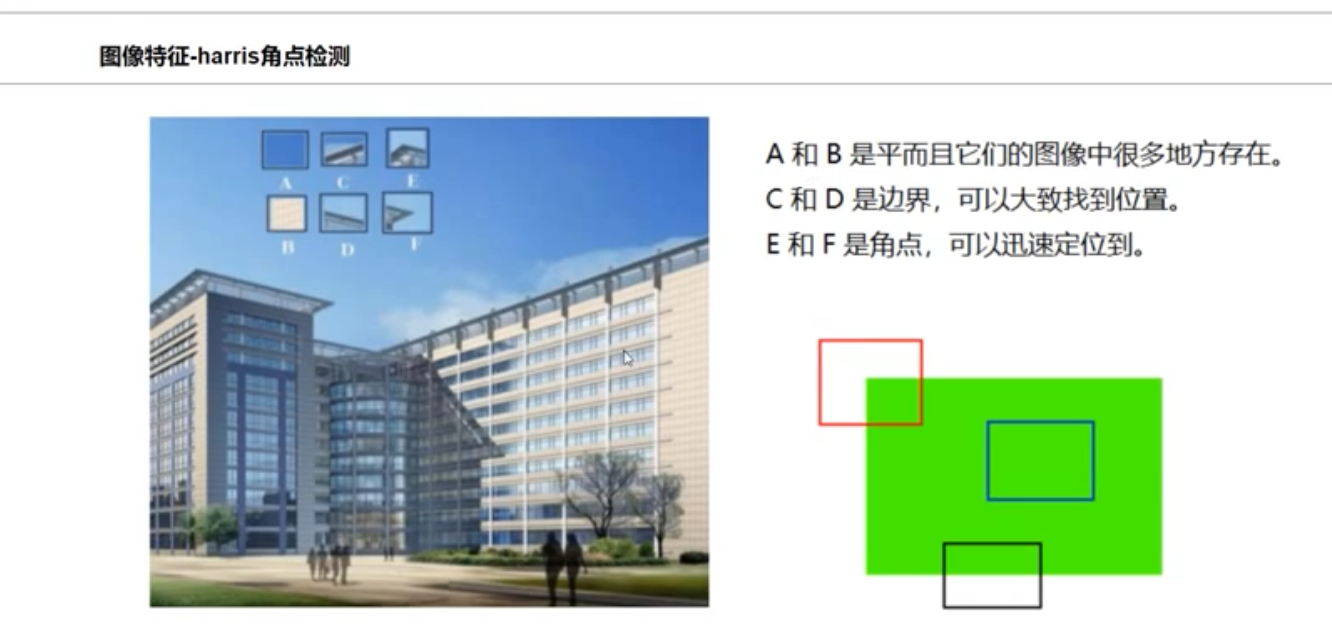 图像特征-harris角点检测
A C E
B D F
A 和 B 是平而且它们的图像中很多地方存在。
C 和 D 是边界，可以大致找到位置。
E 和 F 是角点，可以迅速定位到。